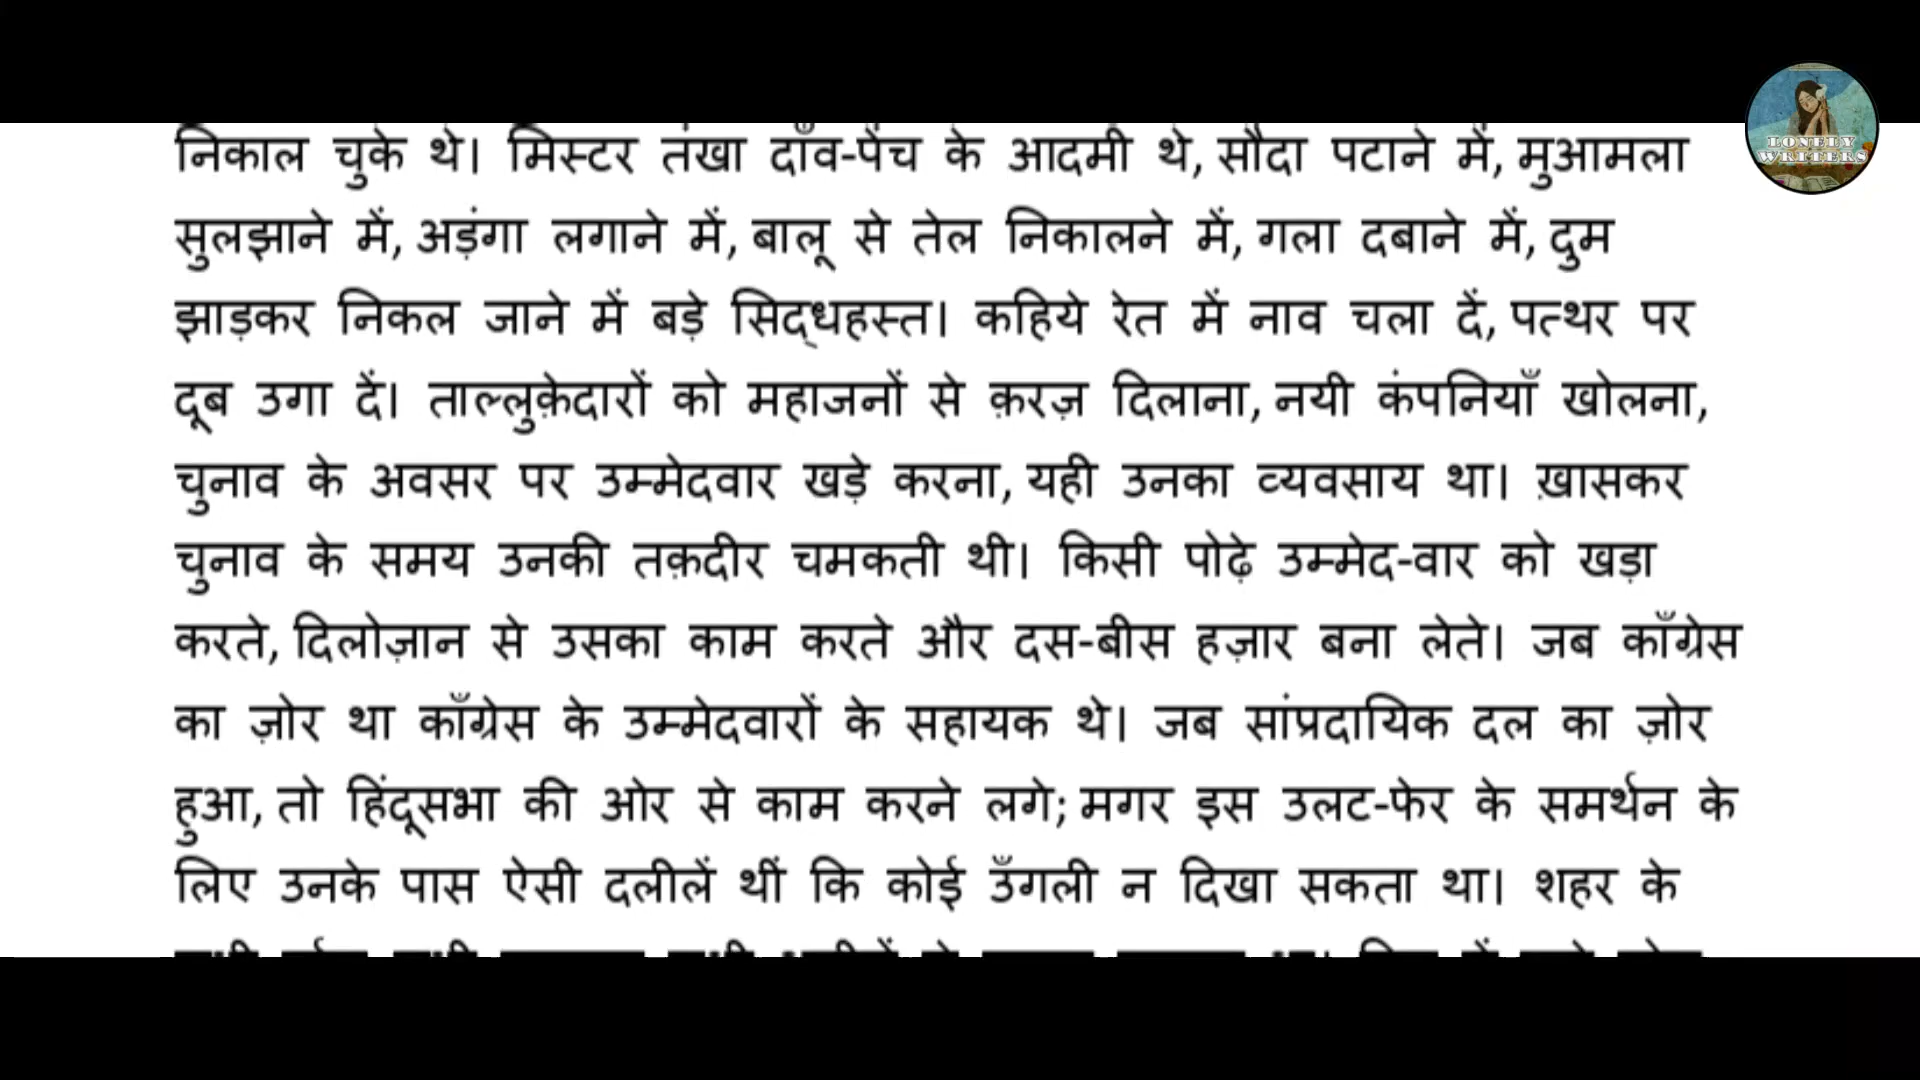 निकाल चुके थे। मिस्टर तंखा दाँव-पेंच के आदमी थे, सौदा पटाने में, मुआमला
सुलझाने में, अड़ंगा लगाने में, बालू से तेल निकालने में, गला दबाने में, दुम
झाड़कर निकल जाने में बड़े सिद्धहस्त। कहिये रेत में नाव चला दें, पत्थर पर
दूब उगा दें। ताल्लुक़ेदारों को महाजनों से क़रज़ दिलाना, नयी कंपनियाँ खोलना,
चुनाव के अवसर पर उम्मेदवार खड़े करना, यही उनका व्यवसाय था। ख़ासकर
चुनाव के समय उनकी तक़दीर चमकती थी। किसी पोढ़े उम्मेद-वार को खड़ा
करते, दिलोज़ान से उसका काम करते और दस-बीस हज़ार बना लेते। जब काँग्रेस
का ज़ोर था काँग्रेस के उम्मेदवारों के सहायक थे। जब सांप्रदायिक दल का ज़ोर
हुआ, तो हिंदूसभा की ओर से काम करने लगे; मगर इस उलट-फेर के समर्थन के
लिए उनके पास ऐसी दलीलें थीं कि कोई उँगली न दिखा सकता था। शहर के
LONELY
WRITERS